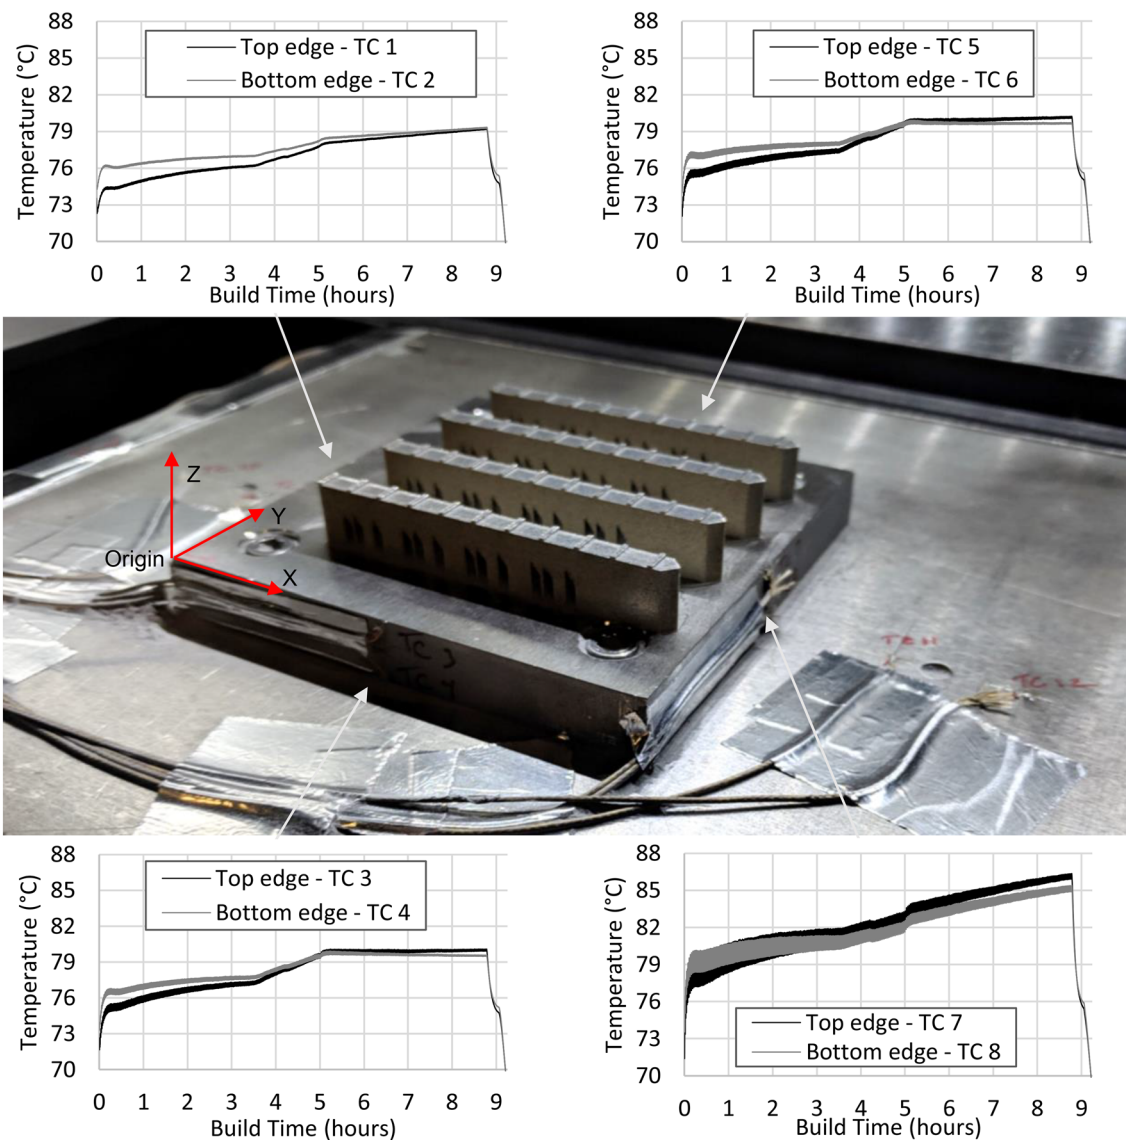 88
85
82
79
76
73
70
Temperature (°C)
Top edge - TC 1
Bottom edge - TC 2
0 1 2 3 4 5 6 7 8 9
Build Time (hours)
88
85
82
79
76
73
70
Temperature (°C)
Top edge - TC 5
Bottom edge - TC 6
0 1 2 3 4 5 6 7 8 9
Build Time (hours)
Z
Y
Origin
X
TC 3
TC 4
TC 11
TC 12
88
85
82
79
76
73
70
Temperature (°C)
Top edge - TC 3
Bottom edge - TC 4
0 1 2 3 4 5 6 7 8 9
Build Time (hours)
88
85
82
79
76
73
70
Temperature (°C)
Top edge - TC 7
Bottom edge - TC 8
0 1 2 3 4 5 6 7 8 9
Build Time (hours)